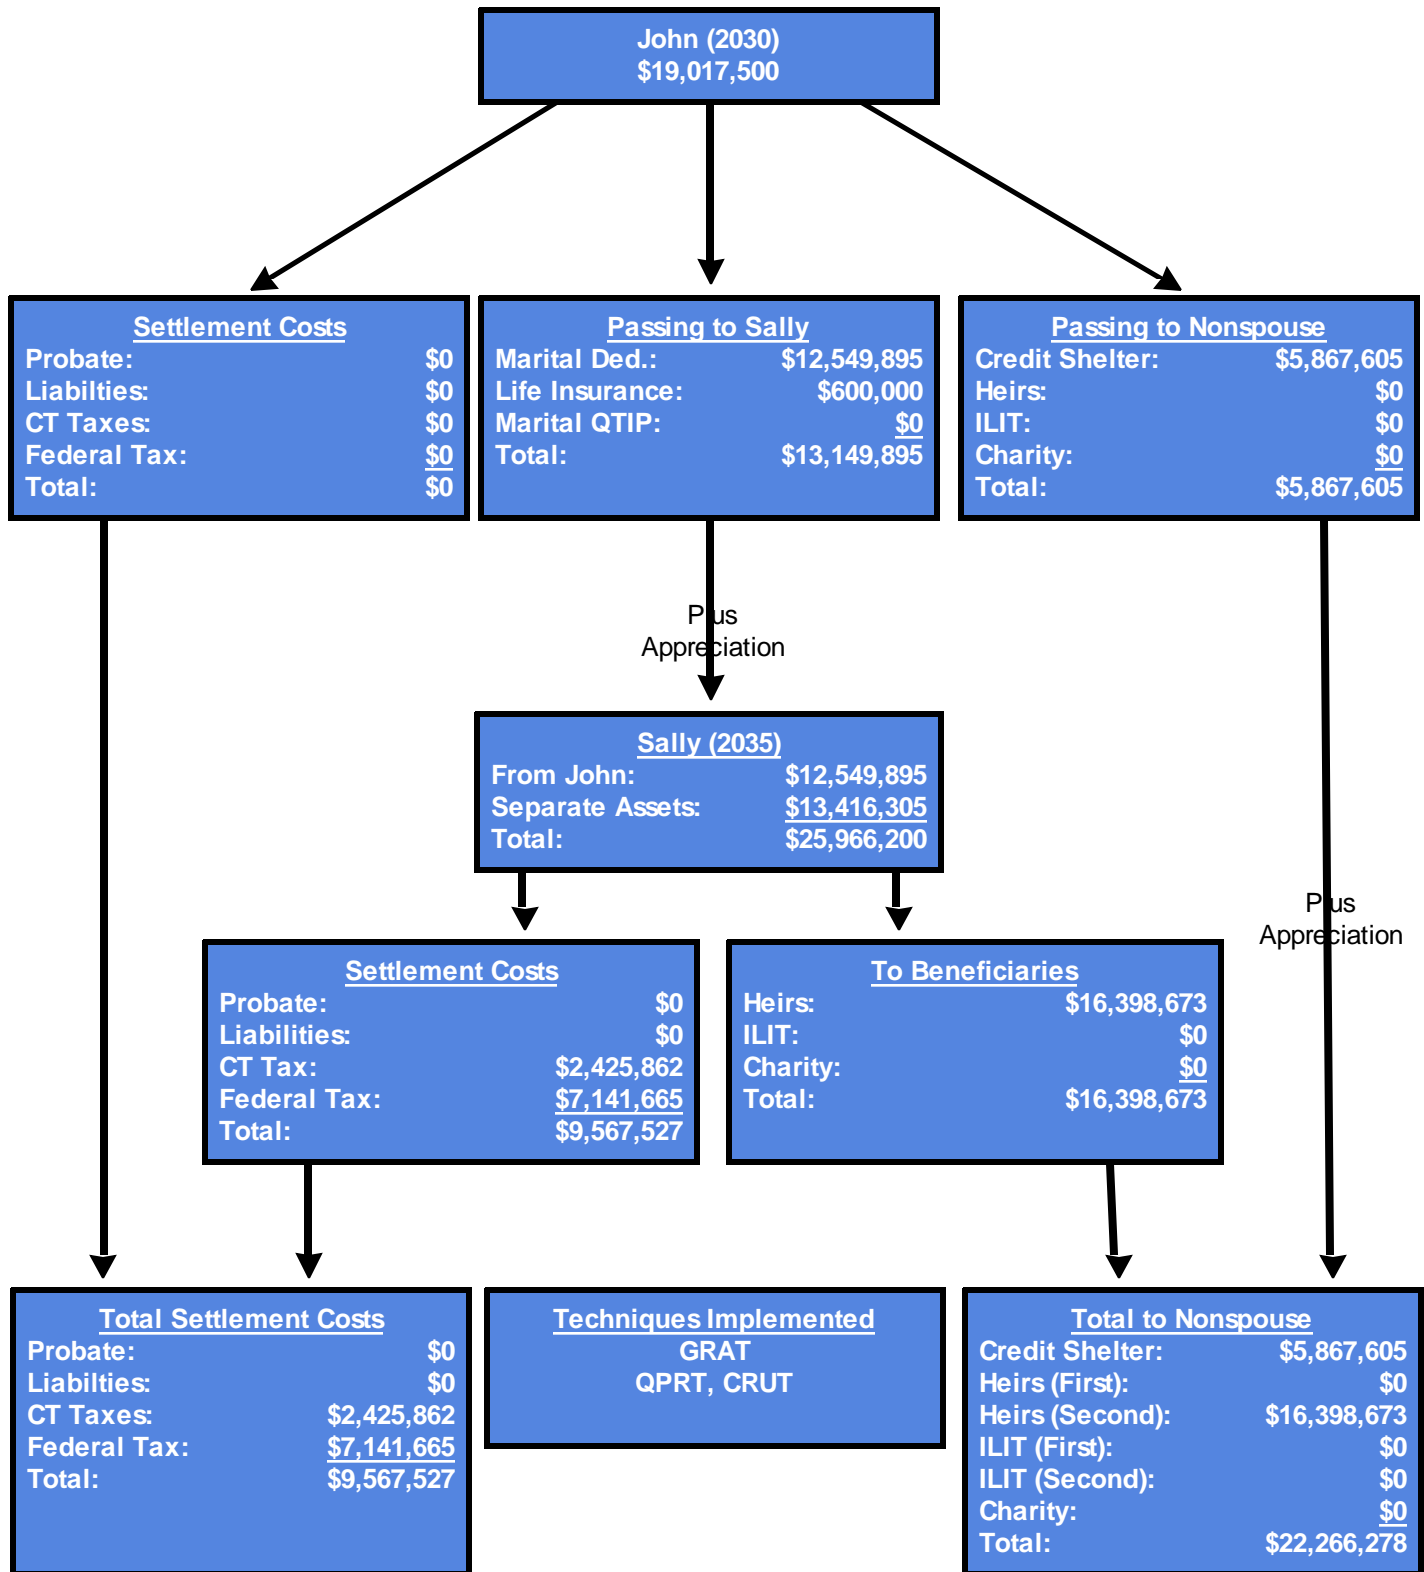 John (2030)
$19,017,500
Settlement Costs
Probate: $0
Liabilties: $0
CT Taxes: $0
Federal Tax: $0
Total: $0
Passing to Sally
Marital Ded.: $12,549,895
Life Insurance: $600,000
Marital QTIP: $0
Total: $13,149,895
Passing to Nonspouse
Credit Shelter: $5,867,605
Heirs: $0
ILIT: $0
Charity: $0
Total: $5,867,605
Plus
Appreciation
Sally (2035)
From John: $12,549,895
Separate Assets: $13,416,305
Total: $25,966,200
Plus
Appreciation
Settlement Costs
Probate: $0
Liabilities: $0
CT Tax: $2,425,862
Federal Tax: $7,141,665
Total: $9,567,527
To Beneficiaries
Heirs: $16,398,673
ILIT: $0
Charity: $0
Total: $16,398,673
Total Settlement Costs
Probate: $0
Liabilties: $0
CT Taxes: $2,425,862
Federal Tax: $7,141,665
Total: $9,567,527
Techniques Implemented
GRAT
QPRT, CRUT
Total to Nonspouse
Credit Shelter: $5,867,605
Heirs (First): $0
Heirs (Second): $16,398,673
ILIT (First): $0
ILIT (Second): $0
Charity: $0
Total: $22,266,278